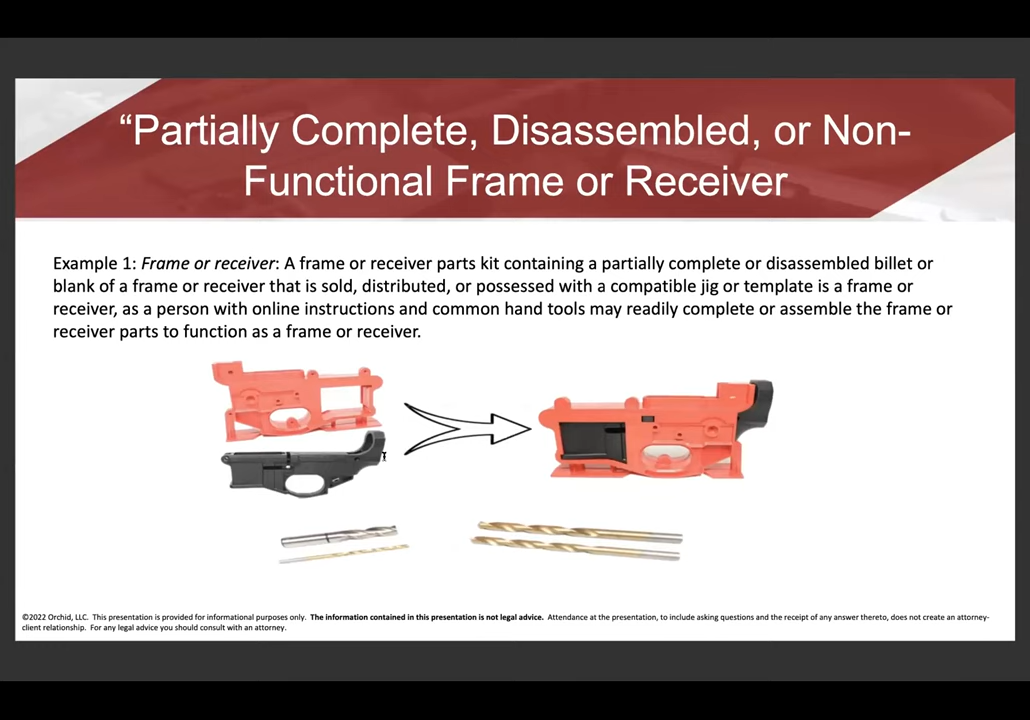 “Partially Complete, Disassembled, or Non-
Functional Frame or Receiver
Example 1: Frame or receiver: A frame or receiver parts kit containing a partially complete or disassembled billet or
blank of a frame or receiver that is sold, distributed, or possessed with a compatible jig or template is a frame or
receiver, as a person with online instructions and common hand tools may readily complete or assemble the frame or
receiver parts to function as a frame or receiver.
©2022 Orchid, LLC. This presentation is provided for informational purposes only. The information contained in this presentation is not legal advice. Attendance at the presentation, to include asking questions and the receipt of any answer thereto, does not create an attorney-
client relationship. For any legal advice you should consult with an attorney.